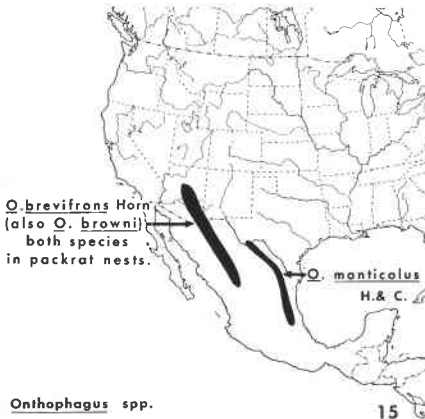 O. brevifrons Horn
(also O. browni)
both species
in packrat nests.
O. monticolus
H. & C.
Onthophagus spp.
15